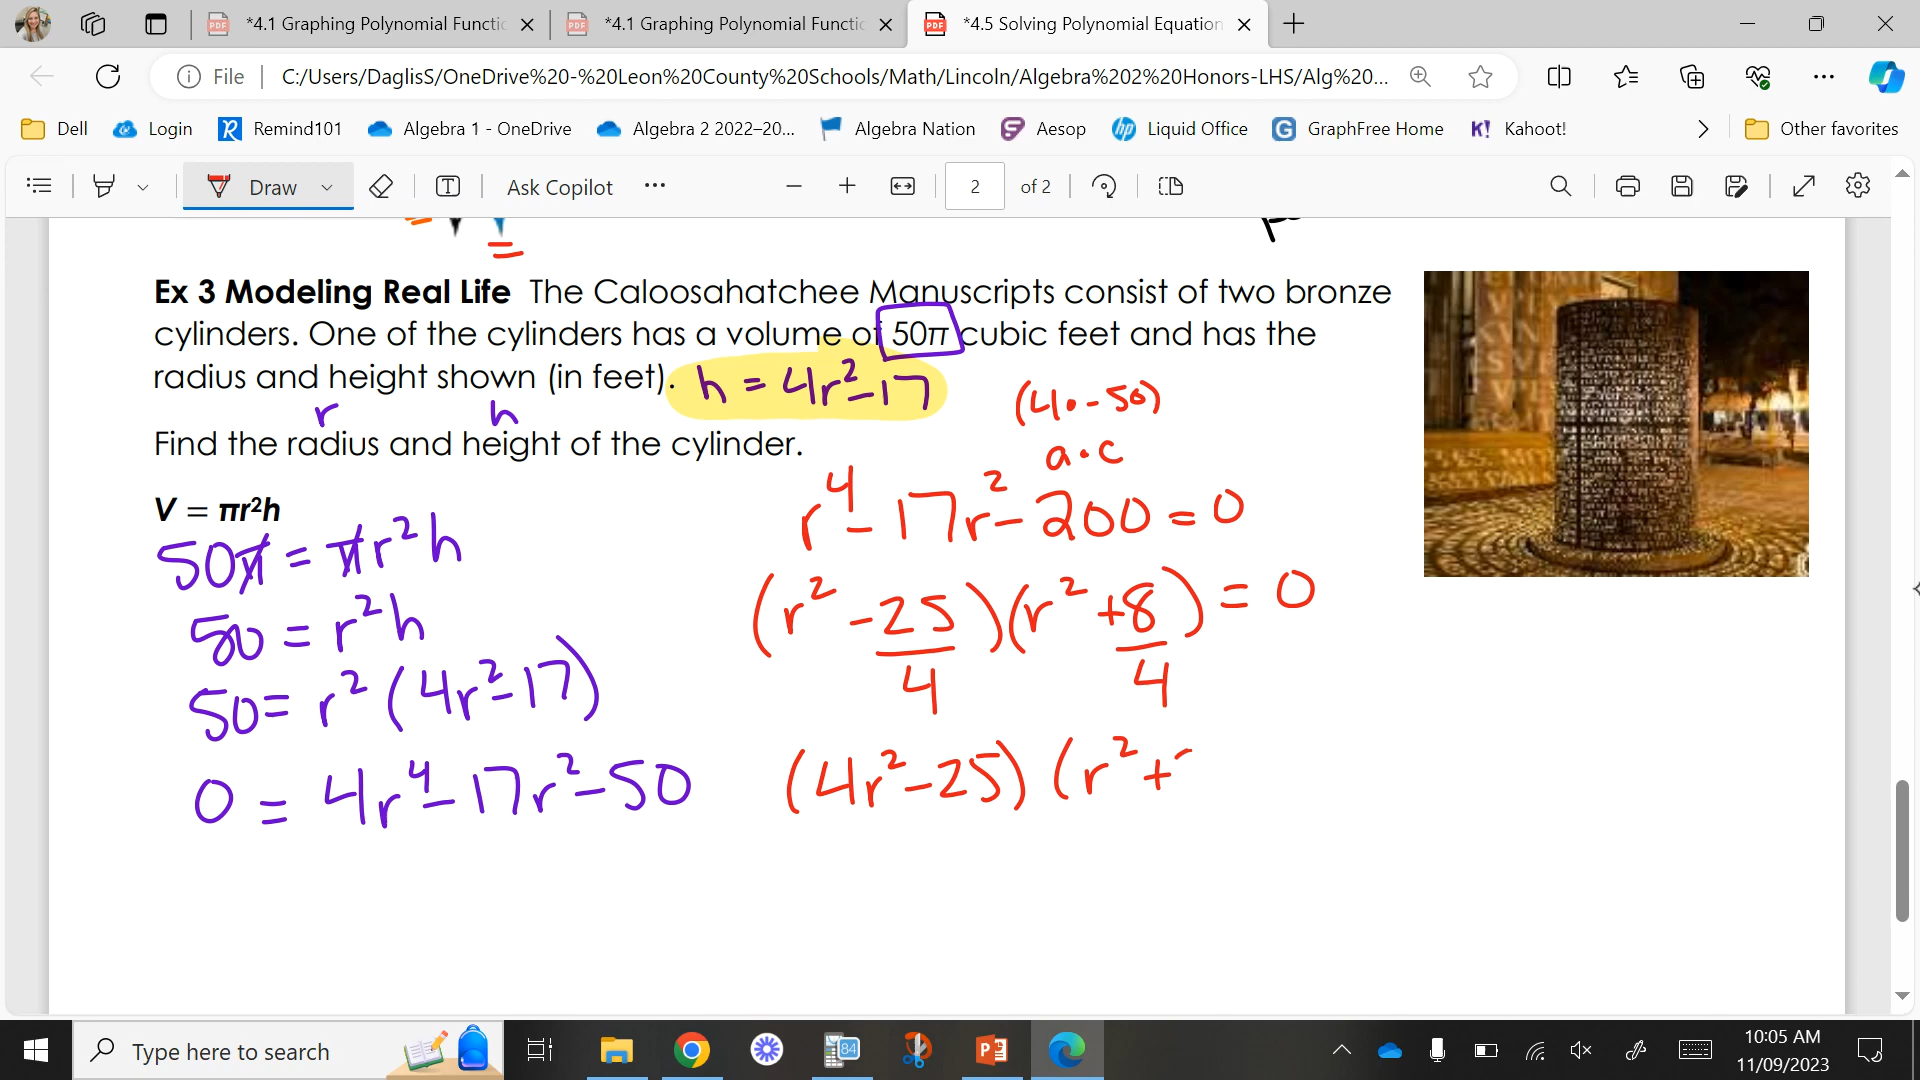 *4.1 Graphing Polynomial Functic
*4.1 Graphing Polynomial Functic
*4.5 Solving Polynomial Equation
File
C:/Users/DaglisS/OneDrive%20-%20Leon%20County%20Schools/Math/Lincoln/Algebra%202%20Honors-LHS/Alg%20...
Dell
Login
Remind101
Algebra 1 - OneDrive
Algebra 2 2022–20...
Algebra Nation
Aesop
Liquid Office
GraphFree Home
Kahoot!
Other favorites
Draw
Ask Copilot
2 of 2
Ex 3 Modeling Real Life The Caloosahatchee Manuscripts consist of two bronze
cylinders. One of the cylinders has a volume of 50π cubic feet and has the
radius and height shown (in feet). h = 4r²-17
r h
(4·-50)
Find the radius and height of the cylinder.
a·c
V = πr²h
50π = πr²h
50 = r²h
50 = r²(4r²-17)
0 = 4r⁴-17r²-50
r⁴-17r²-200=0
(r² -25/4)(r² +8/4) = 0
(4r²-25)(r²+
Type here to search
84
10:05 AM
11/09/2023